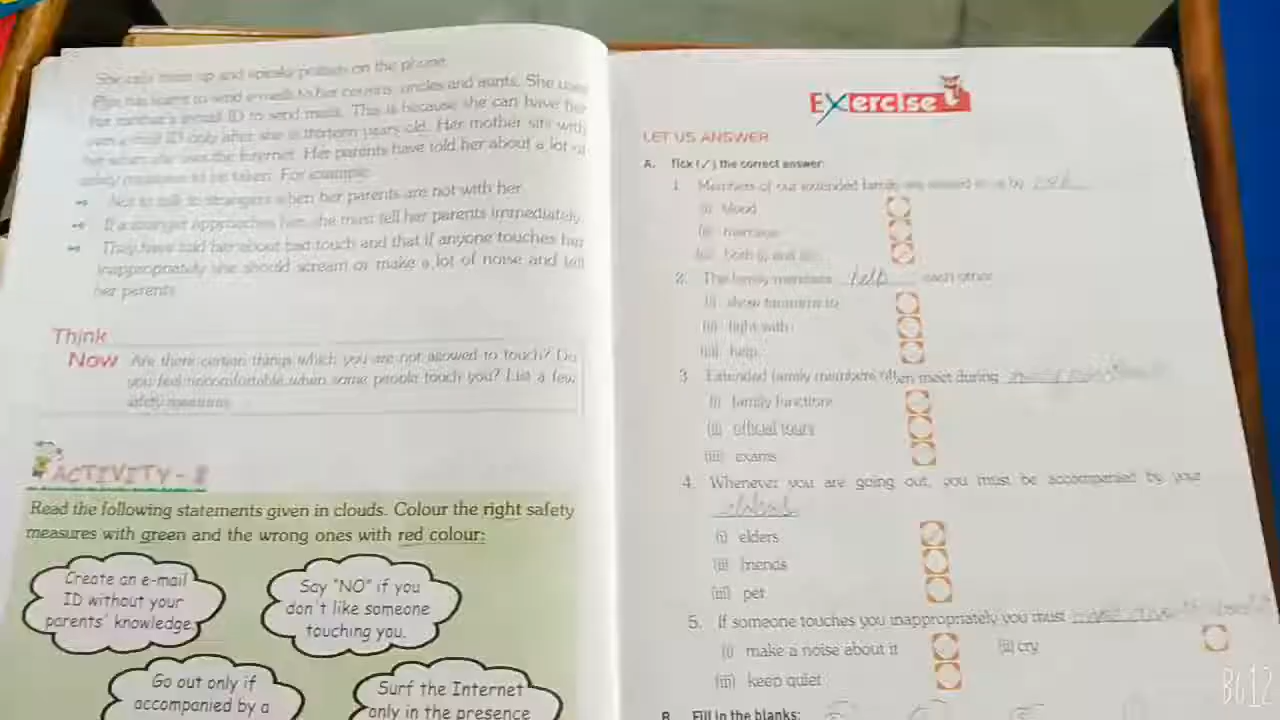 She calls them up and speaks politely on the phone.
Riya has learnt to send e-mails to her cousins, uncles and aunts. She uses
her mother's e-mail ID to send mails. This is because she can have her
own e-mail ID only after she is thirteen years old. Her mother sits with
her when she uses the Internet. Her parents have told her about a lot of
safety measures to be taken. For example:
Not to talk to strangers when her parents are not with her.
If a stranger approaches her, she must tell her parents immediately.
They have told her about bad touch and that if anyone touches her
inappropriately she should scream or make a lot of noise and tell
her parents.
Think
Now Are there certain things which you are not allowed to touch? Do
you feel uncomfortable when some people touch you? List a few
safety measures.
ACTIVITY - 2
Read the following statements given in clouds. Colour the right safety
measures with green and the wrong ones with red colour:
Create an e-mail
ID without your
parents' knowledge.
Say "NO" if you
don't like someone
touching you.
Go out only if
accompanied by a
Surf the Internet
only in the presence
Exercise
LET US ANSWER
A. Tick (✓) the correct answer:
1. Members of our extended family are related to us by
(i) blood
(ii) marriage
(iii) both (i) and (ii)
2. The family members help each other.
(i) show tantrums to
(ii) fight with
(iii) help
3. Extended family members often meet during
(i) family functions
(ii) official tours
(iii) exams
4. Whenever you are going out, you must be accompanied by your
(i) elders
(ii) friends
(iii) pet
5. If someone touches you inappropriately you must
(i) make a noise about it (ii) cry
(iii) keep quiet
B. Fill in the blanks:
B612